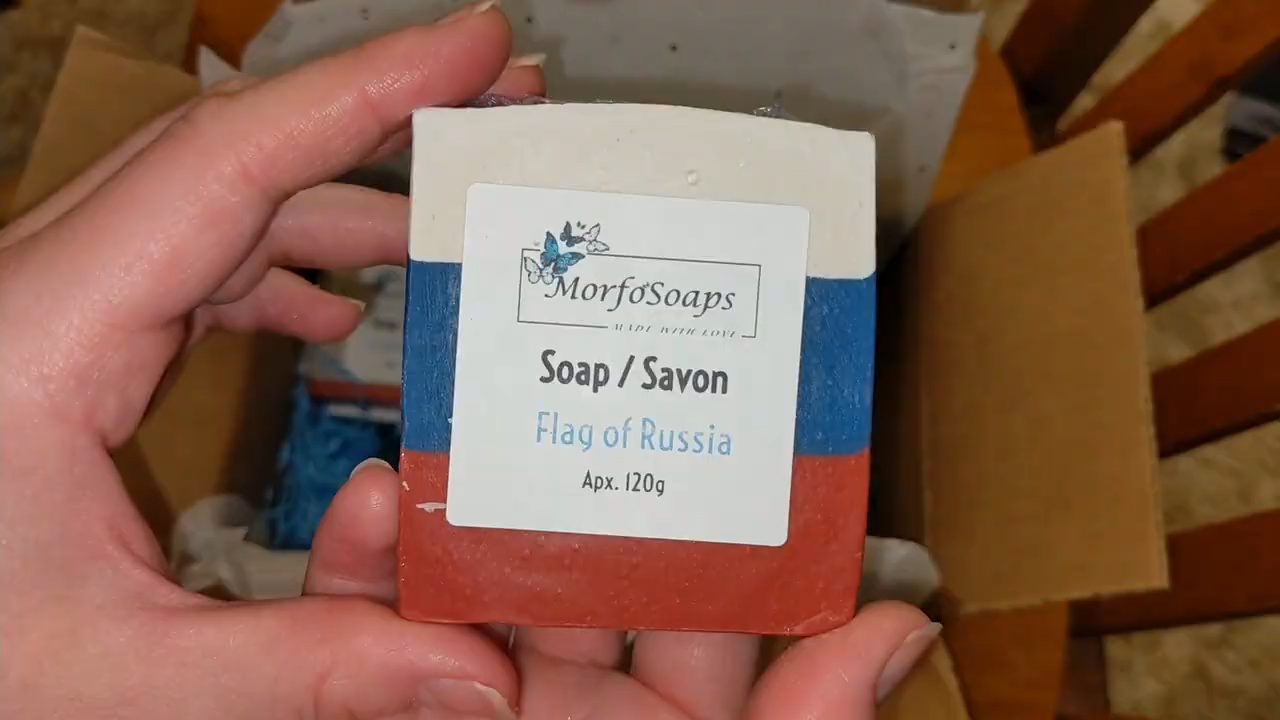 MorfoSoaps
MADE WITH LOVE
Soap / Savon
Flag of Russia
Apx. 120g